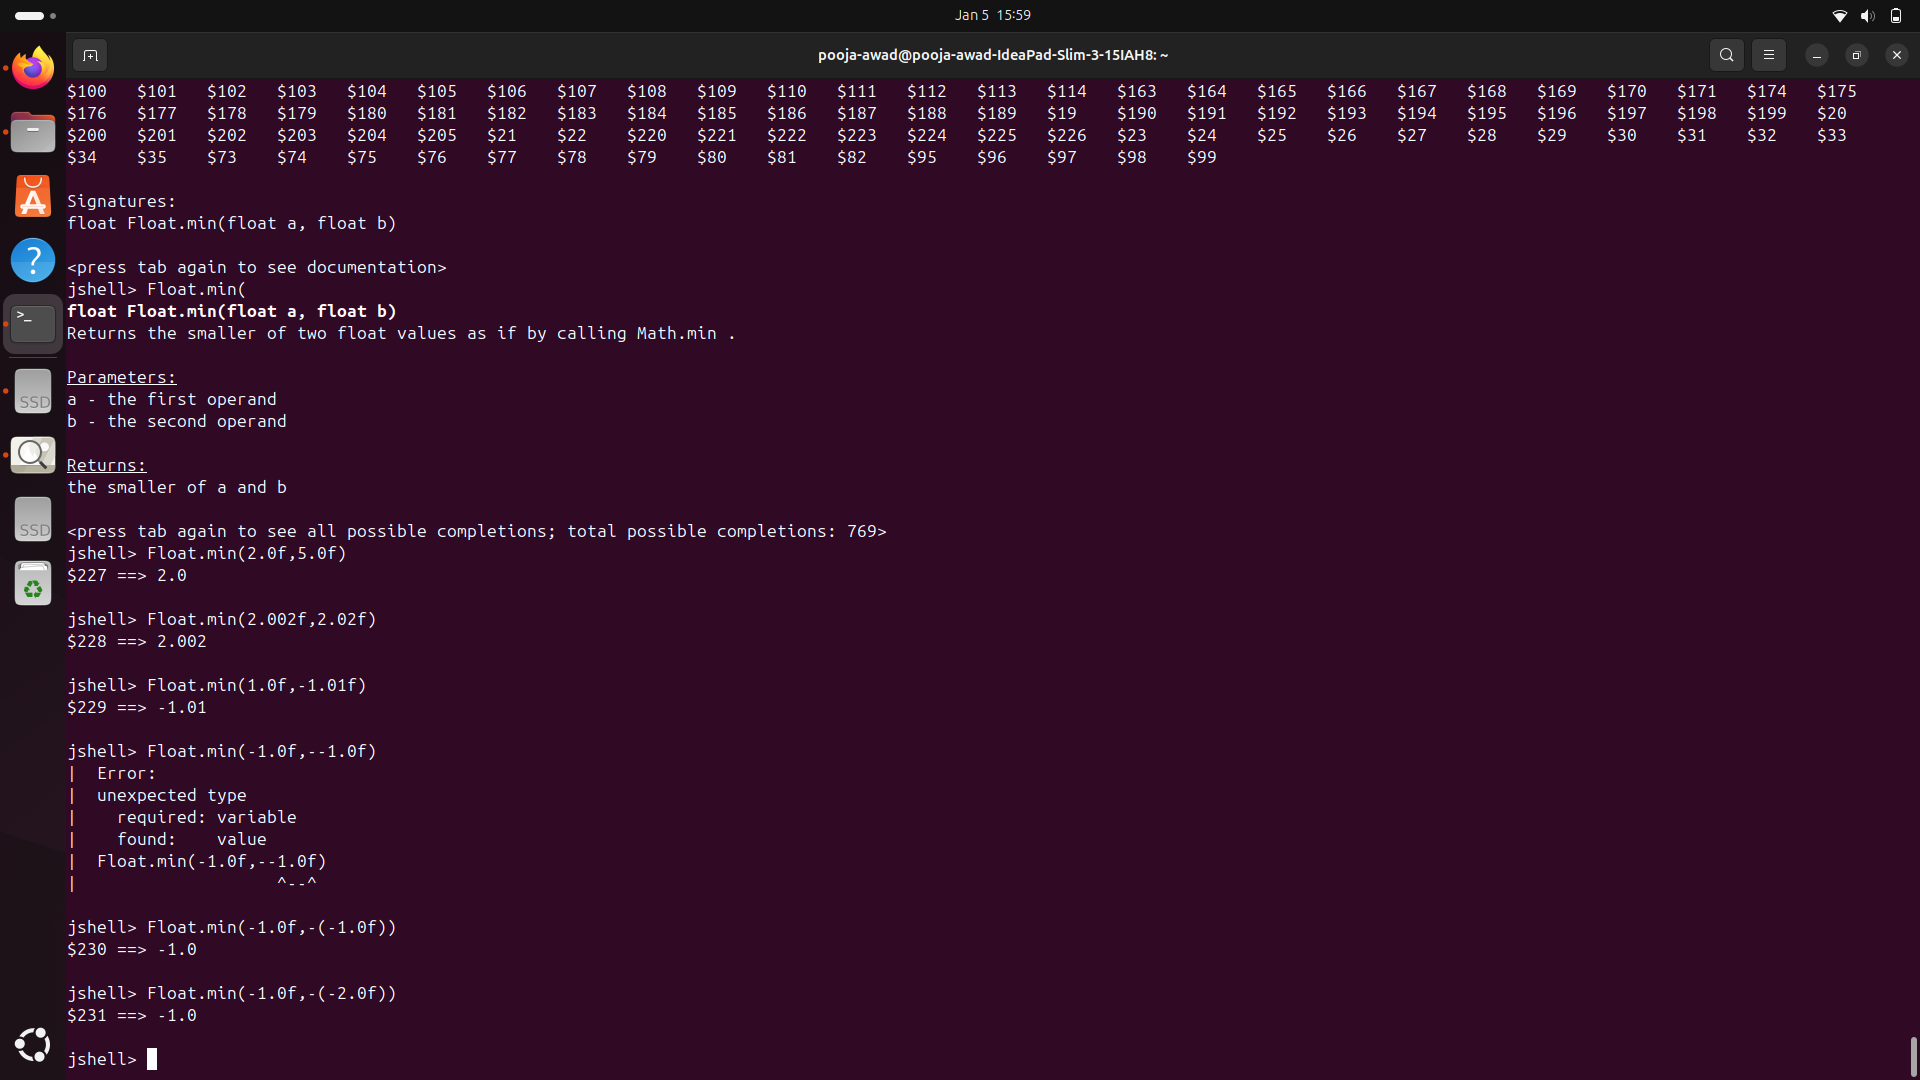 Jan 5 15:59
pooja-awad@pooja-awad-IdeaPad-Slim-3-15IAH8: ~
$100 $101 $102 $103 $104 $105 $106 $107 $108 $109 $110 $111 $112 $113 $114 $163 $164 $165 $166 $167 $168 $169 $170 $171 $174 $175
$176 $177 $178 $179 $180 $181 $182 $183 $184 $185 $186 $187 $188 $189 $19 $190 $191 $192 $193 $194 $195 $196 $197 $198 $199 $20
$200 $201 $202 $203 $204 $205 $21 $22 $220 $221 $222 $223 $224 $225 $226 $23 $24 $25 $26 $27 $28 $29 $30 $31 $32 $33
$34 $35 $73 $74 $75 $76 $77 $78 $79 $80 $81 $82 $95 $96 $97 $98 $99
Signatures:
float Float.min(float a, float b)
<press tab again to see documentation>
jshell> Float.min(
float Float.min(float a, float b)
Returns the smaller of two float values as if by calling Math.min .
Parameters:
a - the first operand
b - the second operand
Returns:
the smaller of a and b
<press tab again to see all possible completions; total possible completions: 769>
jshell> Float.min(2.0f,5.0f)
$227 ==> 2.0
jshell> Float.min(2.002f,2.02f)
$228 ==> 2.002
jshell> Float.min(1.0f,-1.01f)
$229 ==> -1.01
jshell> Float.min(-1.0f,--1.0f)
|  Error:
|  unexpected type
|    required: variable
|    found:    value
|  Float.min(-1.0f,--1.0f)
|                    ^--^
jshell> Float.min(-1.0f,-(-1.0f))
$230 ==> -1.0
jshell> Float.min(-1.0f,-(-2.0f))
$231 ==> -1.0
jshell>
SSD
SSD